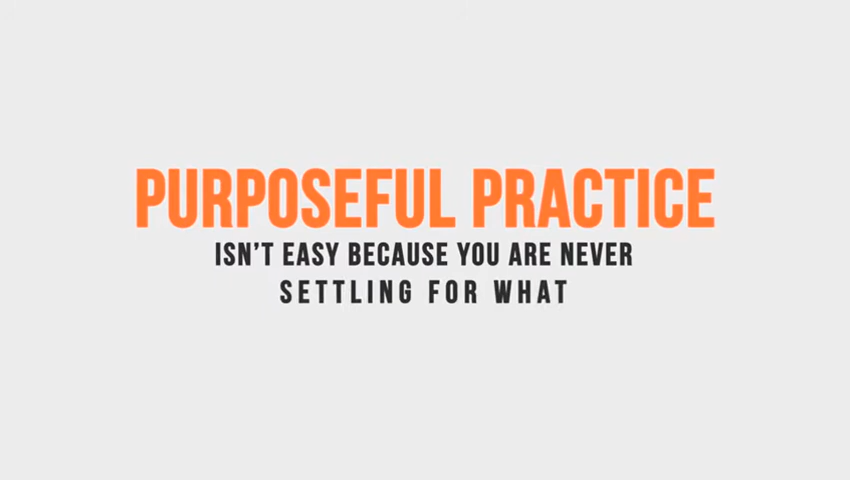 PURPOSEFUL PRACTICE
ISN'T EASY BECAUSE YOU ARE NEVER
SETTLING FOR WHAT